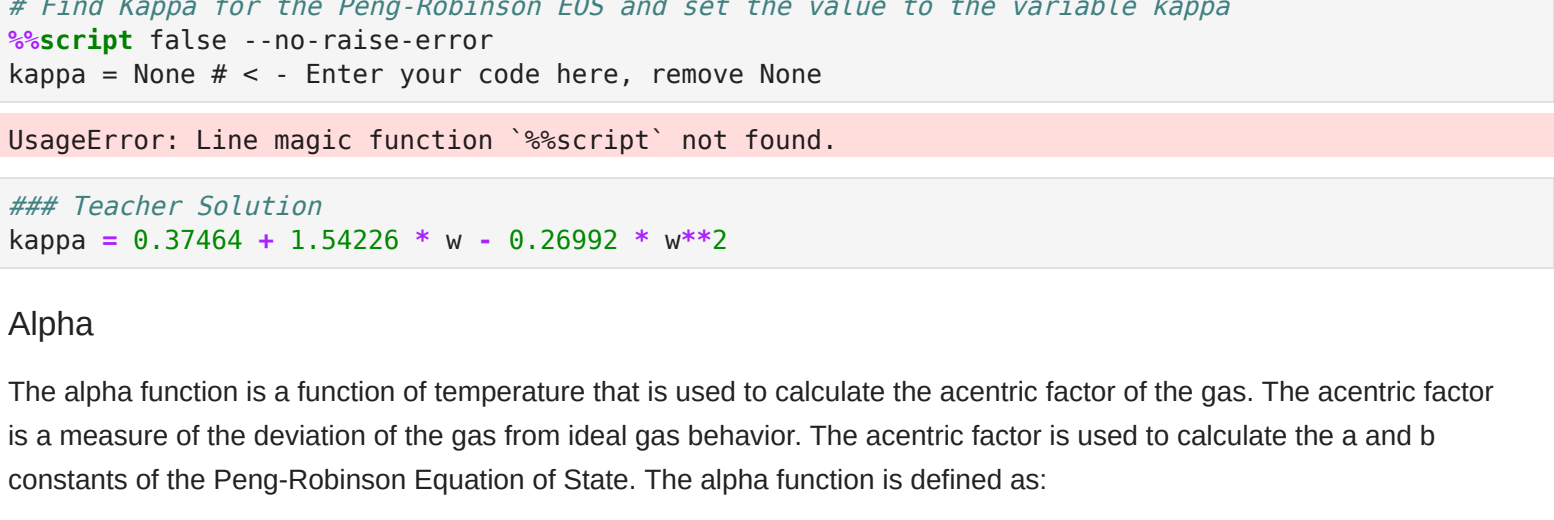 # Find Kappa for the Peng-Robinson EOS and set the value to the variable kappa
%%script false --no-raise-error
kappa = None # < - Enter your code here, remove None
UsageError: Line magic function `%%script` not found.
### Teacher Solution
kappa = 0.37464 + 1.54226 * w - 0.26992 * w**2
Alpha
The alpha function is a function of temperature that is used to calculate the acentric factor of the gas. The acentric factor
is a measure of the deviation of the gas from ideal gas behavior. The acentric factor is used to calculate the a and b
constants of the Peng-Robinson Equation of State. The alpha function is defined as: